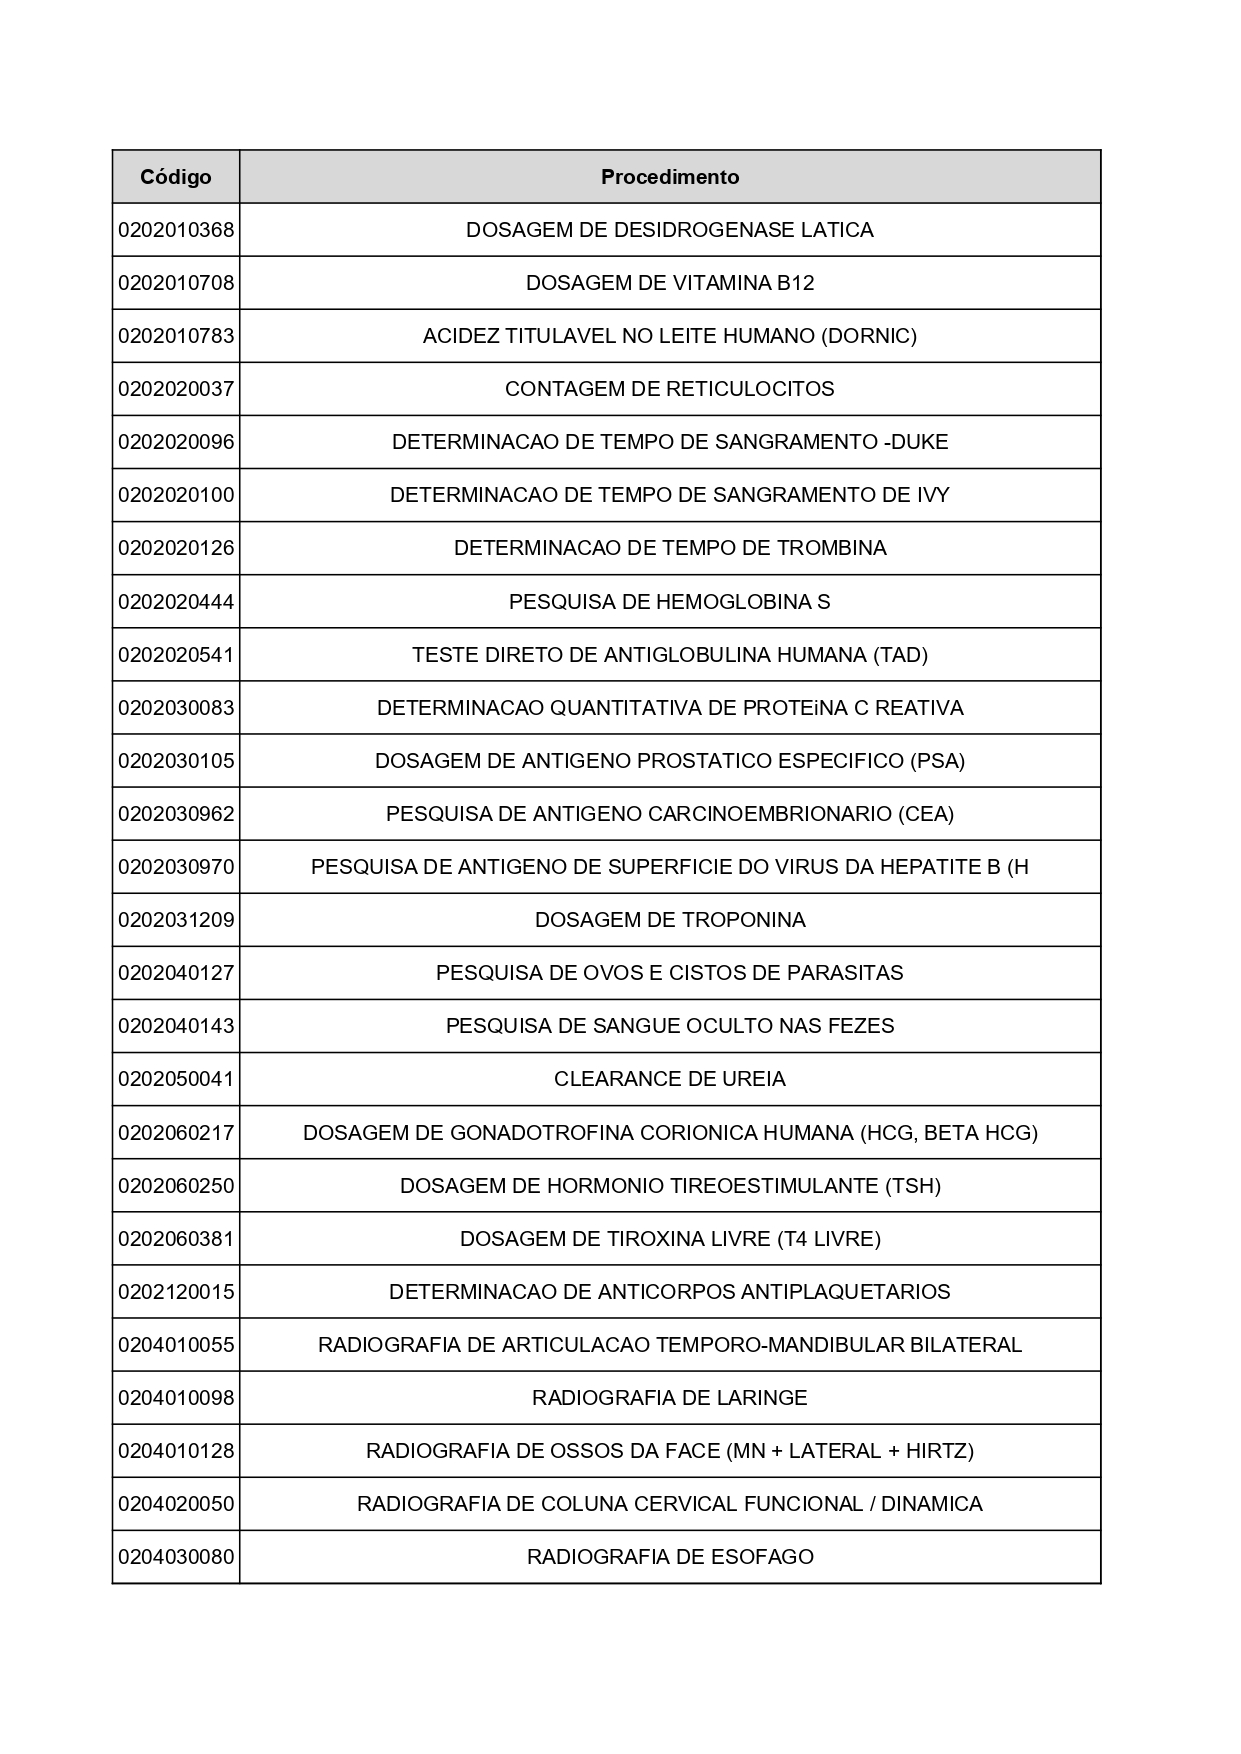 Código Procedimento
0202010368 DOSAGEM DE DESIDROGENASE LATICA
0202010708 DOSAGEM DE VITAMINA B12
0202010783 ACIDEZ TITULAVEL NO LEITE HUMANO (DORNIC)
0202020037 CONTAGEM DE RETICULOCITOS
0202020096 DETERMINACAO DE TEMPO DE SANGRAMENTO -DUKE
0202020100 DETERMINACAO DE TEMPO DE SANGRAMENTO DE IVY
0202020126 DETERMINACAO DE TEMPO DE TROMBINA
0202020444 PESQUISA DE HEMOGLOBINA S
0202020541 TESTE DIRETO DE ANTIGLOBULINA HUMANA (TAD)
0202030083 DETERMINACAO QUANTITATIVA DE PROTEiNA C REATIVA
0202030105 DOSAGEM DE ANTIGENO PROSTATICO ESPECIFICO (PSA)
0202030962 PESQUISA DE ANTIGENO CARCINOEMBRIONARIO (CEA)
0202030970 PESQUISA DE ANTIGENO DE SUPERFICIE DO VIRUS DA HEPATITE B (H
0202031209 DOSAGEM DE TROPONINA
0202040127 PESQUISA DE OVOS E CISTOS DE PARASITAS
0202040143 PESQUISA DE SANGUE OCULTO NAS FEZES
0202050041 CLEARANCE DE UREIA
0202060217 DOSAGEM DE GONADOTROFINA CORIONICA HUMANA (HCG, BETA HCG)
0202060250 DOSAGEM DE HORMONIO TIREOESTIMULANTE (TSH)
0202060381 DOSAGEM DE TIROXINA LIVRE (T4 LIVRE)
0202120015 DETERMINACAO DE ANTICORPOS ANTIPLAQUETARIOS
0204010055 RADIOGRAFIA DE ARTICULACAO TEMPORO-MANDIBULAR BILATERAL
0204010098 RADIOGRAFIA DE LARINGE
0204010128 RADIOGRAFIA DE OSSOS DA FACE (MN + LATERAL + HIRTZ)
0204020050 RADIOGRAFIA DE COLUNA CERVICAL FUNCIONAL / DINAMICA
0204030080 RADIOGRAFIA DE ESOFAGO